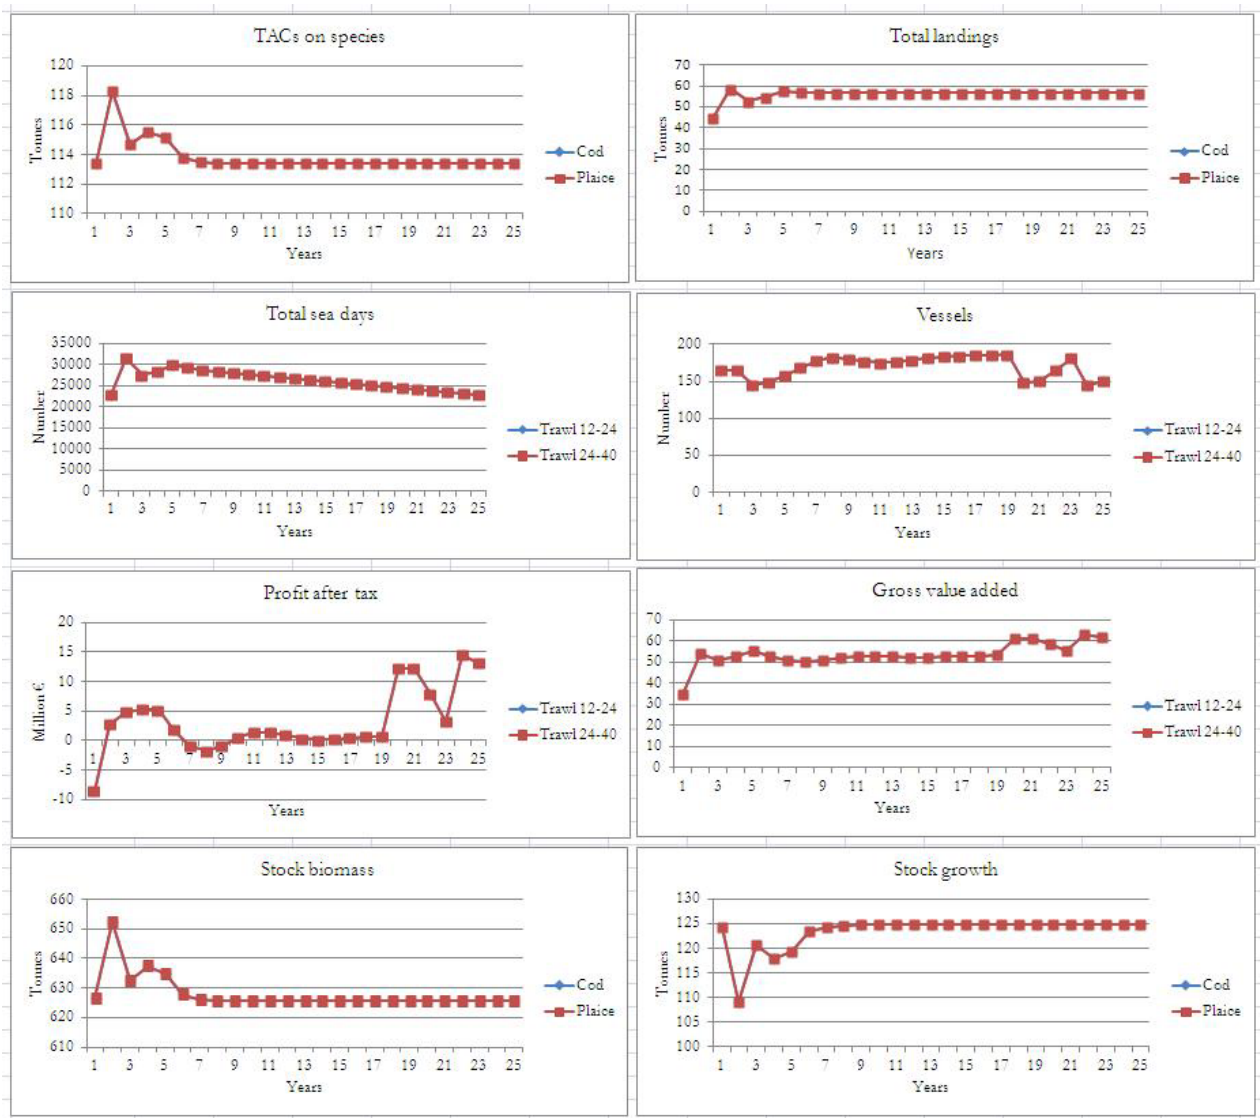 TACs on species
120
118
116
114
112
110
Tonnes
1 3 5 7 9 11 13 15 17 19 21 23 25
Years
Cod
Plaice
Total landings
70
60
50
40
30
20
10
0
Tonnes
1 3 5 7 9 11 13 15 17 19 21 23 25
Years
Cod
Plaice
Total sea days
35000
30000
25000
20000
15000
10000
5000
0
Number
1 3 5 7 9 11 13 15 17 19 21 23 25
Years
Trawl 12-24
Trawl 24-40
Vessels
200
150
100
50
0
Number
1 3 5 7 9 11 13 15 17 19 21 23 25
Years
Trawl 12-24
Trawl 24-40
Profit after tax
20
15
10
5
0
-5
-10
Million €
1 3 5 7 9 11 13 15 17 19 21 23 25
Years
Trawl 12-24
Trawl 24-40
Gross value added
70
60
50
40
30
20
10
0
1 3 5 7 9 11 13 15 17 19 21 23 25
Years
Trawl 12-24
Trawl 24-40
Stock biomass
660
650
640
630
620
610
Tonnes
1 3 5 7 9 11 13 15 17 19 21 23 25
Years
Cod
Plaice
Stock growth
130
125
120
115
110
105
100
Tonnes
1 3 5 7 9 11 13 15 17 19 21 23 25
Years
Cod
Plaice